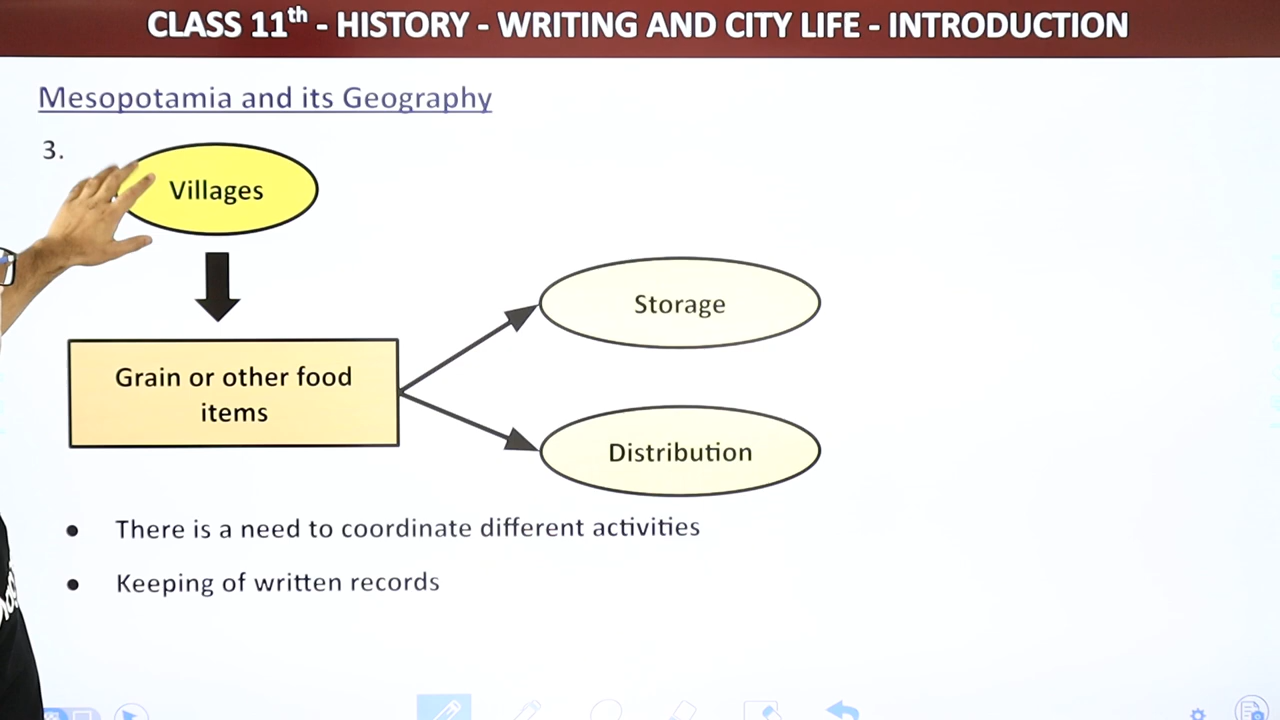 CLASS 11th - HISTORY - WRITING AND CITY LIFE - INTRODUCTION
Mesopotamia and its Geography
3.
Villages
Grain or other food
items
Storage
Distribution
• There is a need to coordinate different activities
• Keeping of written records